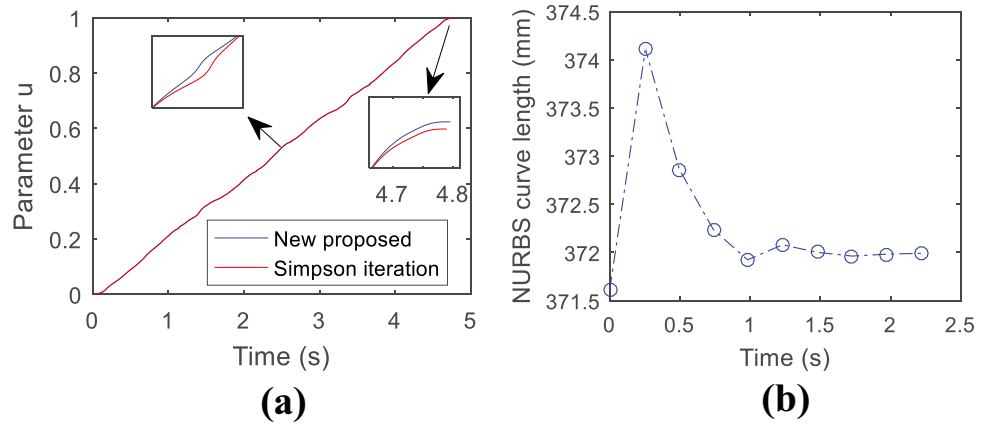 1
0.8
0.6
0.4
0.2
0
Parameter u
4.7 4.8
New proposed
Simpson iteration
0 1 2 3 4 5
Time (s)
(a)
374.5
374
373.5
373
372.5
372
371.5
NURBS curve length (mm)
0 0.5 1 1.5 2 2.5
Time (s)
(b)